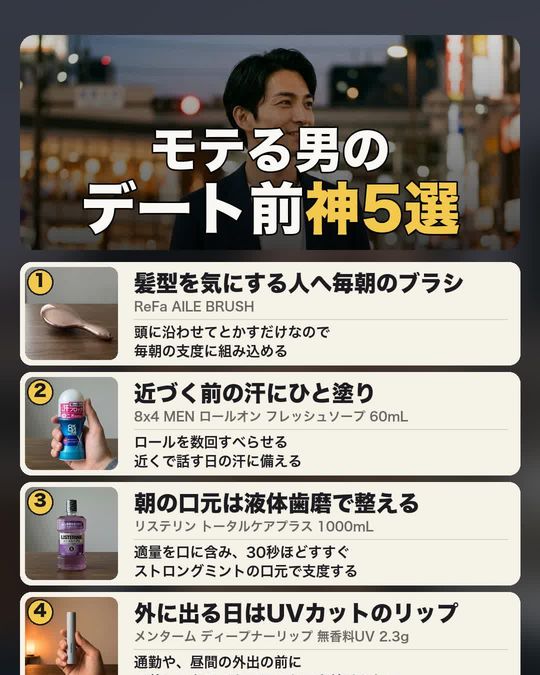 モテる男の
デート前神5選
1
髪型を気にする人へ毎朝のブラシ
ReFa AILE BRUSH
頭に沿わせてとかすだけなので
毎朝の支度に組み込める
2
近づく前の汗にひと塗り
8x4 MEN ロールオン フレッシュソープ 60mL
ロールを数回すべらせる
近くで話す日の汗に備える
3
朝の口元は液体歯磨で整える
リステリン トータルケアプラス 1000mL
LISTERINE
適量を口に含み、30秒ほどすすぐ
ストロングミントの口元で支度する
4
外に出る日はUVカットのリップ
メンターム ディープナーリップ 無香料UV 2.3g
通勤や、昼間の外出の前に